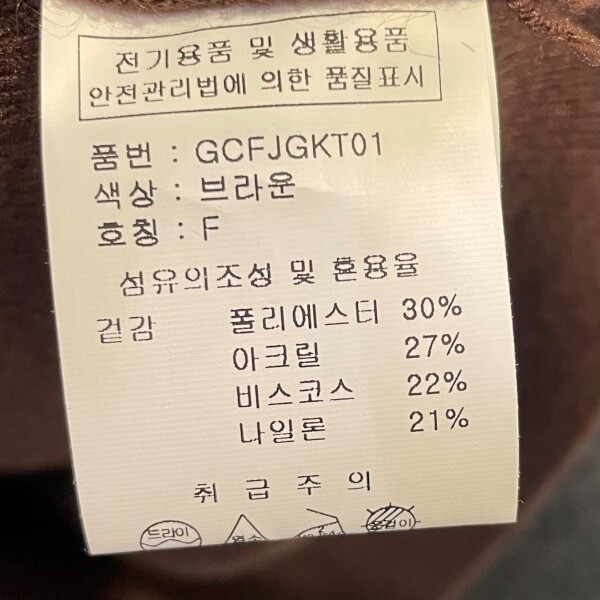 전기용품 및 생활용품
안전관리법에 의한 품질표시
품번 : GCFJGKT01
색상 : 브라운
호칭 : F
섬유의조성 및 혼용율
겉감 폴리에스터 30%
아크릴 27%
비스코스 22%
나일론 21%
취 급 주 의
드라이